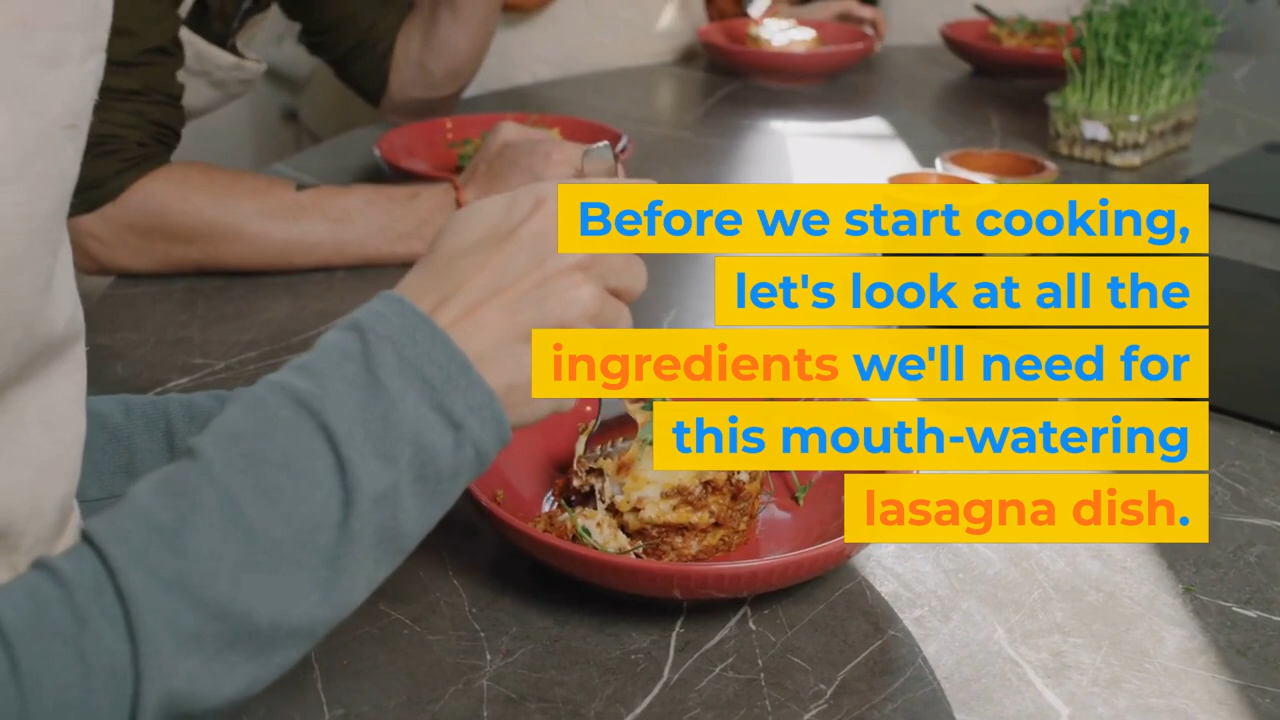 Before we start cooking,
let's look at all the
ingredients we'll need for
this mouth-watering
lasagna dish.